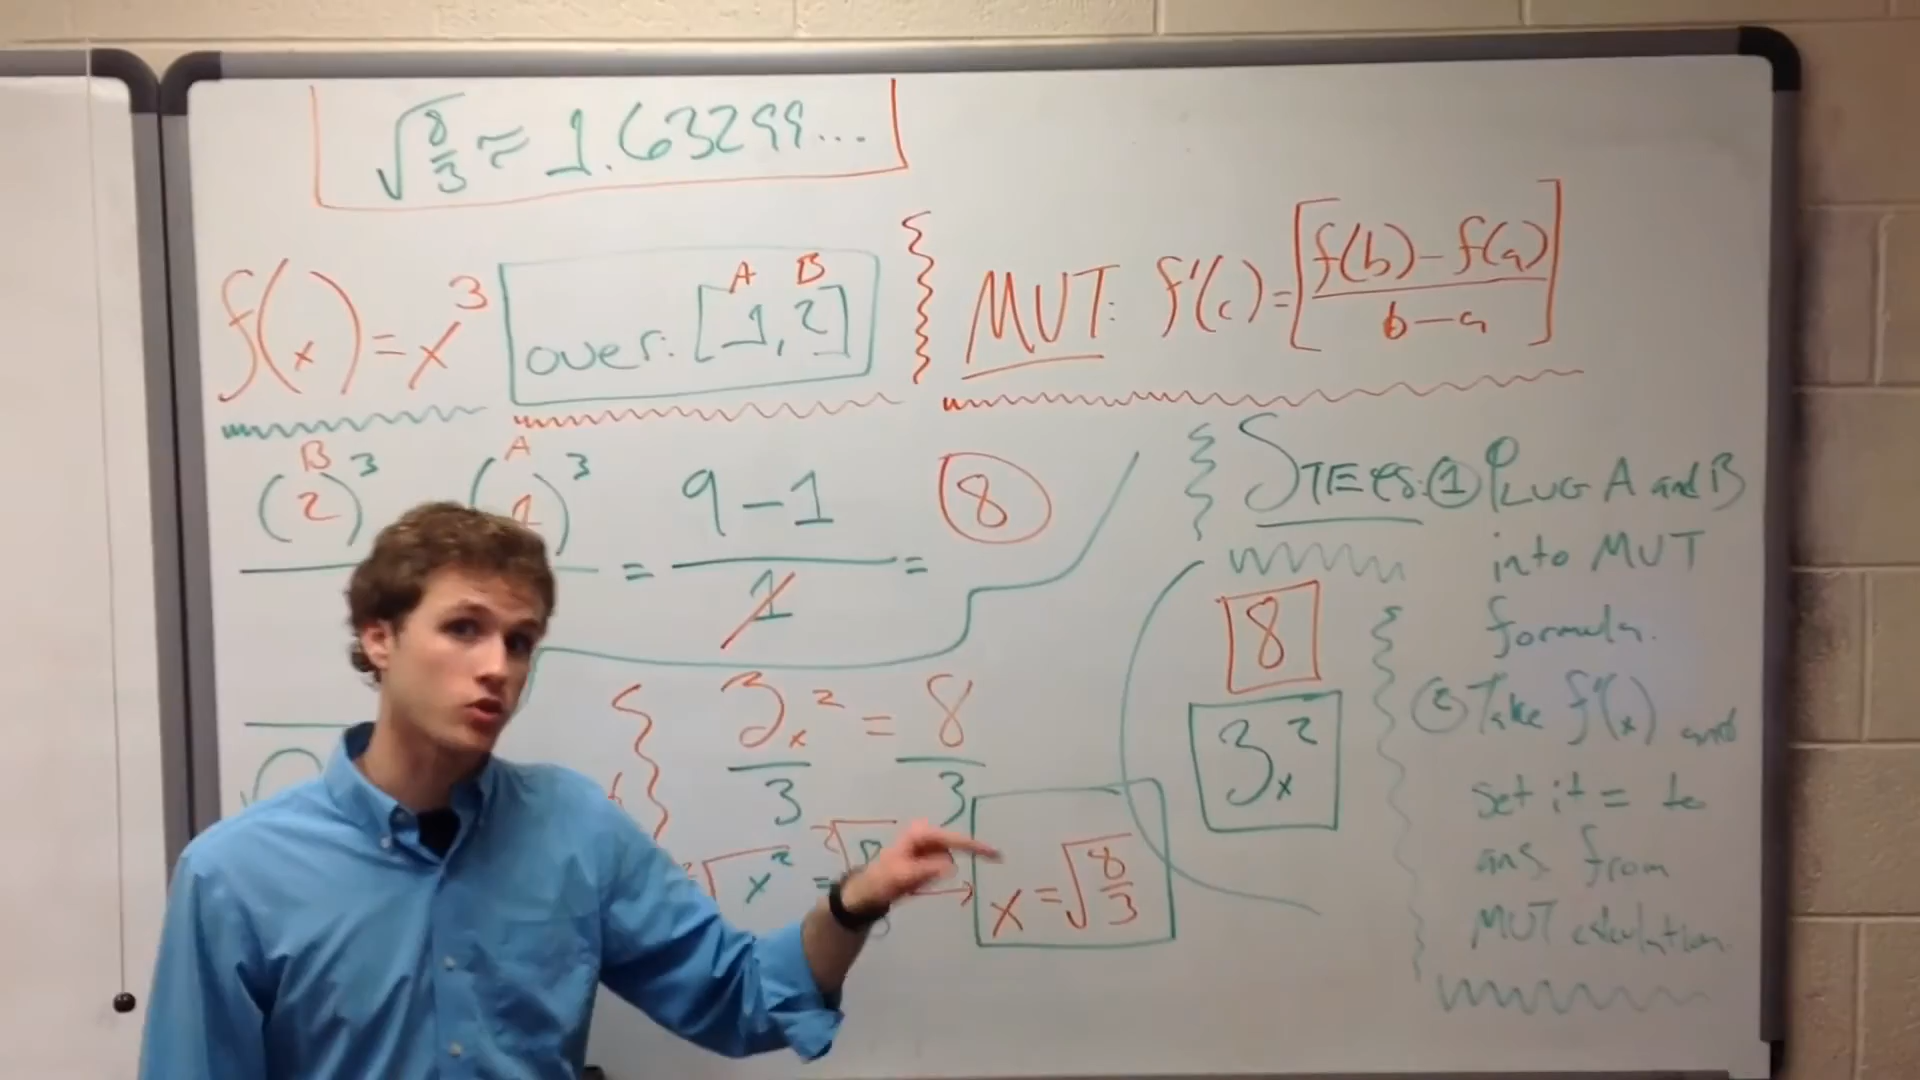 √8/3 ≈ 1.63299...
f(x) = x³
over: [1, 2]
A B
MVT: f'(c) = [f(b) - f(a) / b - a]
B A
(2)³ (1)³ = 9 - 1 / 1 = 8
3x² = 8
3 3
√x² =
x = √8/3
STEPS: ① PLUG A and B
into MVT
formula.
8
3x²
② Take f'(x) and
set it = to
ans. from
MVT calculation.